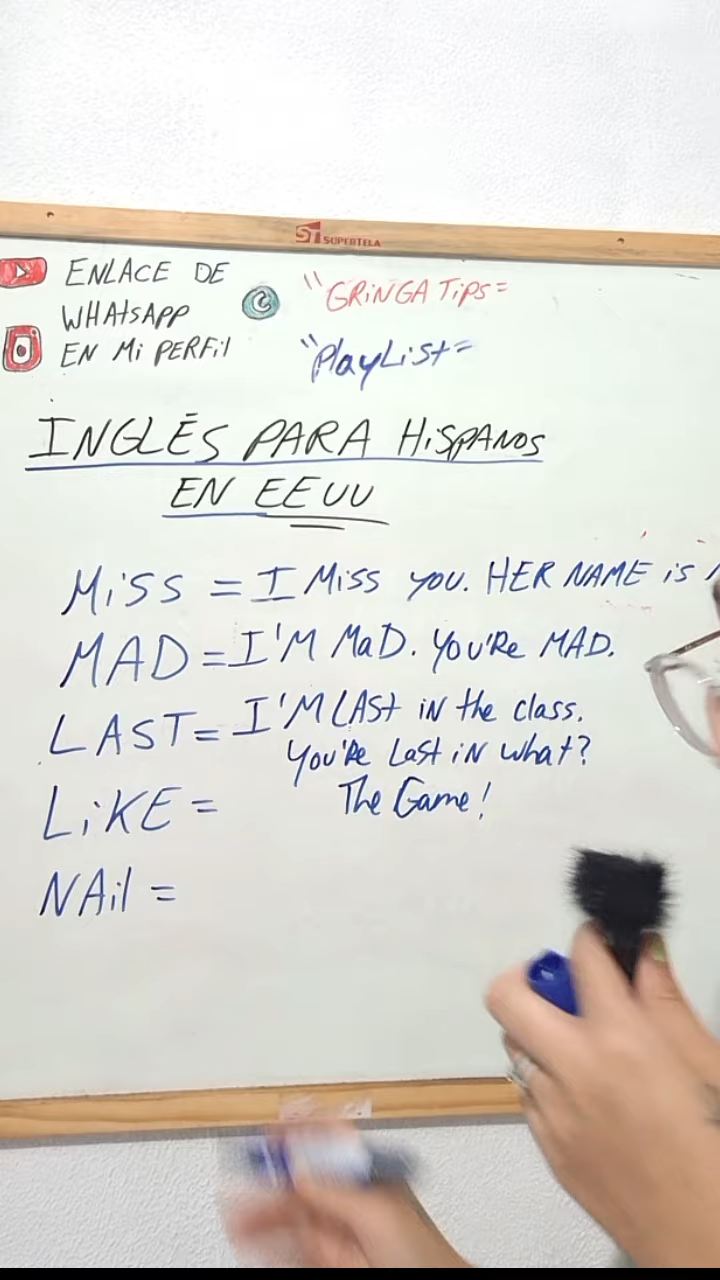 ST SUPERTELA
ENLACE DE
WHAtsAPP
EN Mi PERFil
"GRiNGA TiPS=
"PlayLiSt=
INGLÉS PARA HiSPANOS
EN EEUU
MiSS = I Miss you. HER NAME is
MAD = I'M MaD. You'Re MAD.
LAST = I'M LASt iN the class.
You'Re Last iN what?
The Game!
LiKE =
NAil =